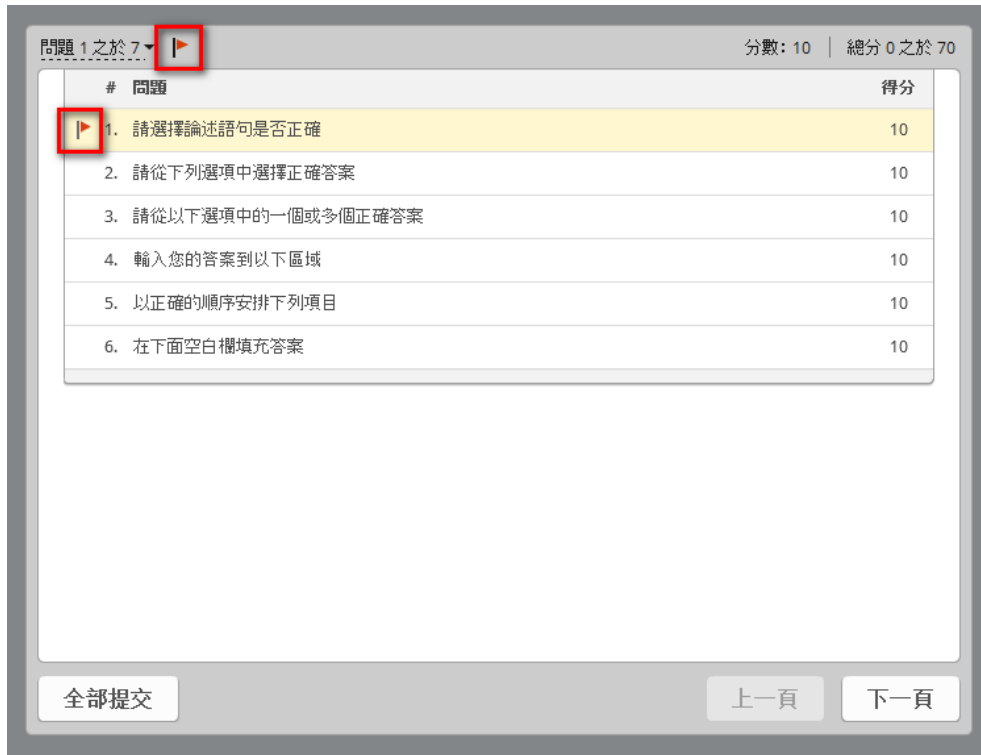 問題 1 之於 7 分數: 10 | 總分 0 之於 70
# 問題 得分
1. 請選擇論述語句是否正確 10
2. 請從下列選項中選擇正確答案 10
3. 請從以下選項中的一個或多個正確答案 10
4. 輸入您的答案到以下區域 10
5. 以正確的順序安排下列項目 10
6. 在下面空白欄填充答案 10
全部提交 上一頁 下一頁